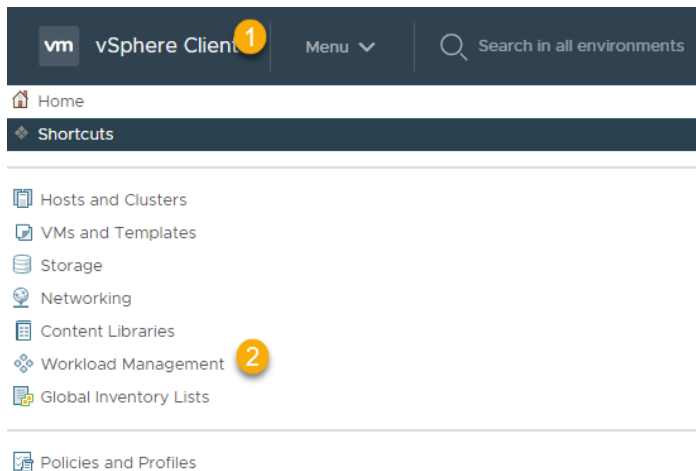 vm vSphere Client 1 Menu Search in all environments
Home
Shortcuts
Hosts and Clusters
VMs and Templates
Storage
Networking
Content Libraries
Workload Management 2
Global Inventory Lists
Policies and Profiles